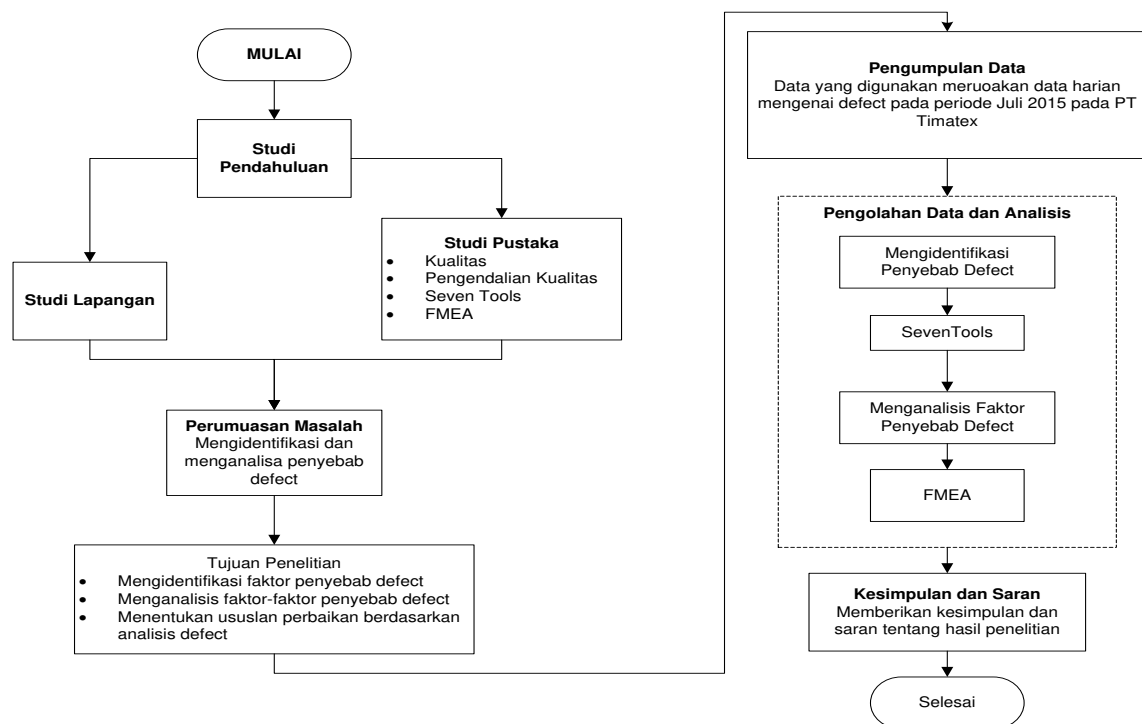 MULAI
Studi
Pendahuluan
Studi Lapangan
Studi Pustaka
• Kualitas
• Pengendalian Kualitas
• Seven Tools
• FMEA
Perumuasan Masalah
Mengidentifikasi dan
menganalisa penyebab
defect
Tujuan Penelitian
• Mengidentifikasi faktor penyebab defect
• Menganalisis faktor-faktor penyebab defect
• Menentukan ususlan perbaikan berdasarkan
analisis defect
Pengumpulan Data
Data yang digunakan meruoakan data harian
mengenai defect pada periode Juli 2015 pada PT
Timatex
Pengolahan Data dan Analisis
Mengidentifikasi
Penyebab Defect
SevenTools
Menganalisis Faktor
Penyebab Defect
FMEA
Kesimpulan dan Saran
Memberikan kesimpulan dan
saran tentang hasil penelitian
Selesai